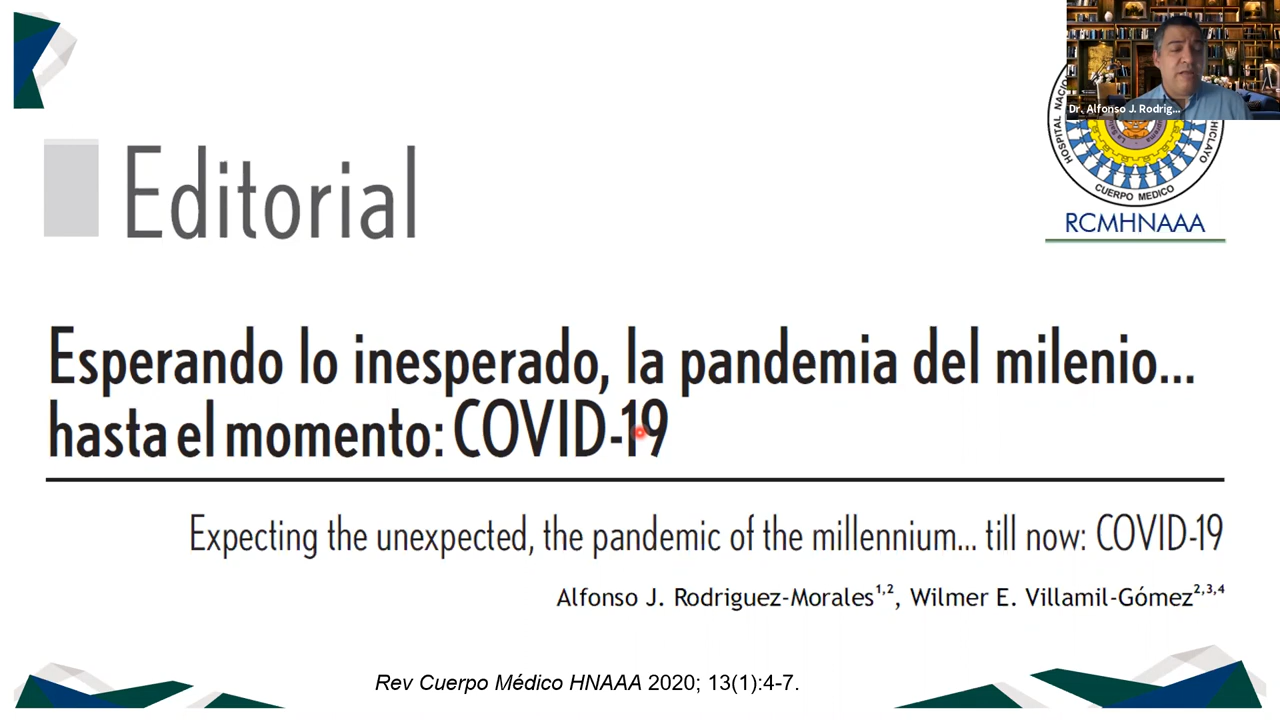 Dr. Alfonso J. Rodrig...
HOSPITAL NACIO
HICLAYO
CUERPO MEDICO
RCMHNAAA
Editorial
Esperando lo inesperado, la pandemia del milenio...
hasta el momento: COVID-19
Expecting the unexpected, the pandemic of the millennium... till now: COVID-19
Alfonso J. Rodriguez-Morales1,2, Wilmer E. Villamil-Gómez2,3,4
Rev Cuerpo Médico HNAAA 2020; 13(1):4-7.